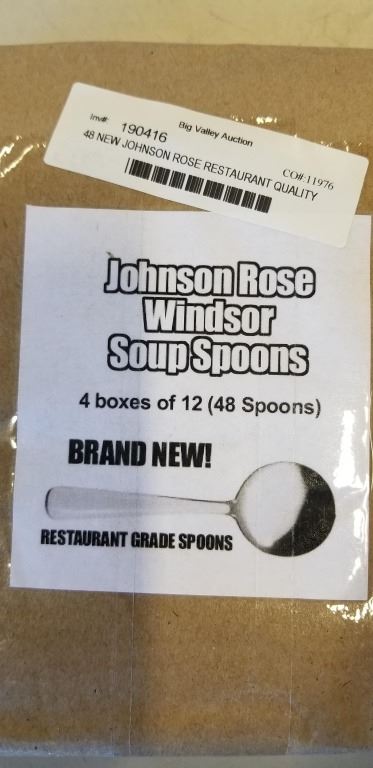 Inv#: 190416 Big Valley Auction
CO#:11976
48 NEW JOHNSON ROSE RESTAURANT QUALITY
Johnson Rose
Windsor
Soup Spoons
4 boxes of 12 (48 Spoons)
BRAND NEW!
RESTAURANT GRADE SPOONS